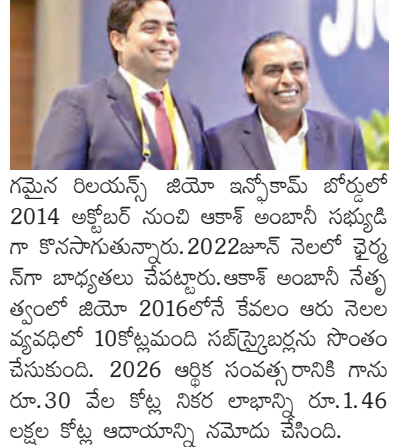 JIO
గమైన రిలయన్స్ జియో ఇన్ఫోకామ్ బోర్డులో
2014 అక్టోబర్ నుంచి ఆకాశ్ అంబానీ సభ్యుడి
గా కొనసాగుతున్నారు.2022జూన్ నెలలో ఛైర్మ
న్‌గా బాధ్యతలు చేపట్టారు.ఆకాశ్ అంబానీ నేతృ
త్వంలో జియో 2016లోనే కేవలం ఆరు నెలల
వ్యవధిలో 10కోట్లమంది సబ్‌స్క్రైబర్లను సొంతం
చేసుకుంది. 2026 ఆర్థిక సంవత్సరానికి గాను
రూ.30 వేల కోట్ల నికర లాభాన్ని రూ.1.46
లక్షల కోట్ల ఆదాయాన్ని నమోదు చేసింది.